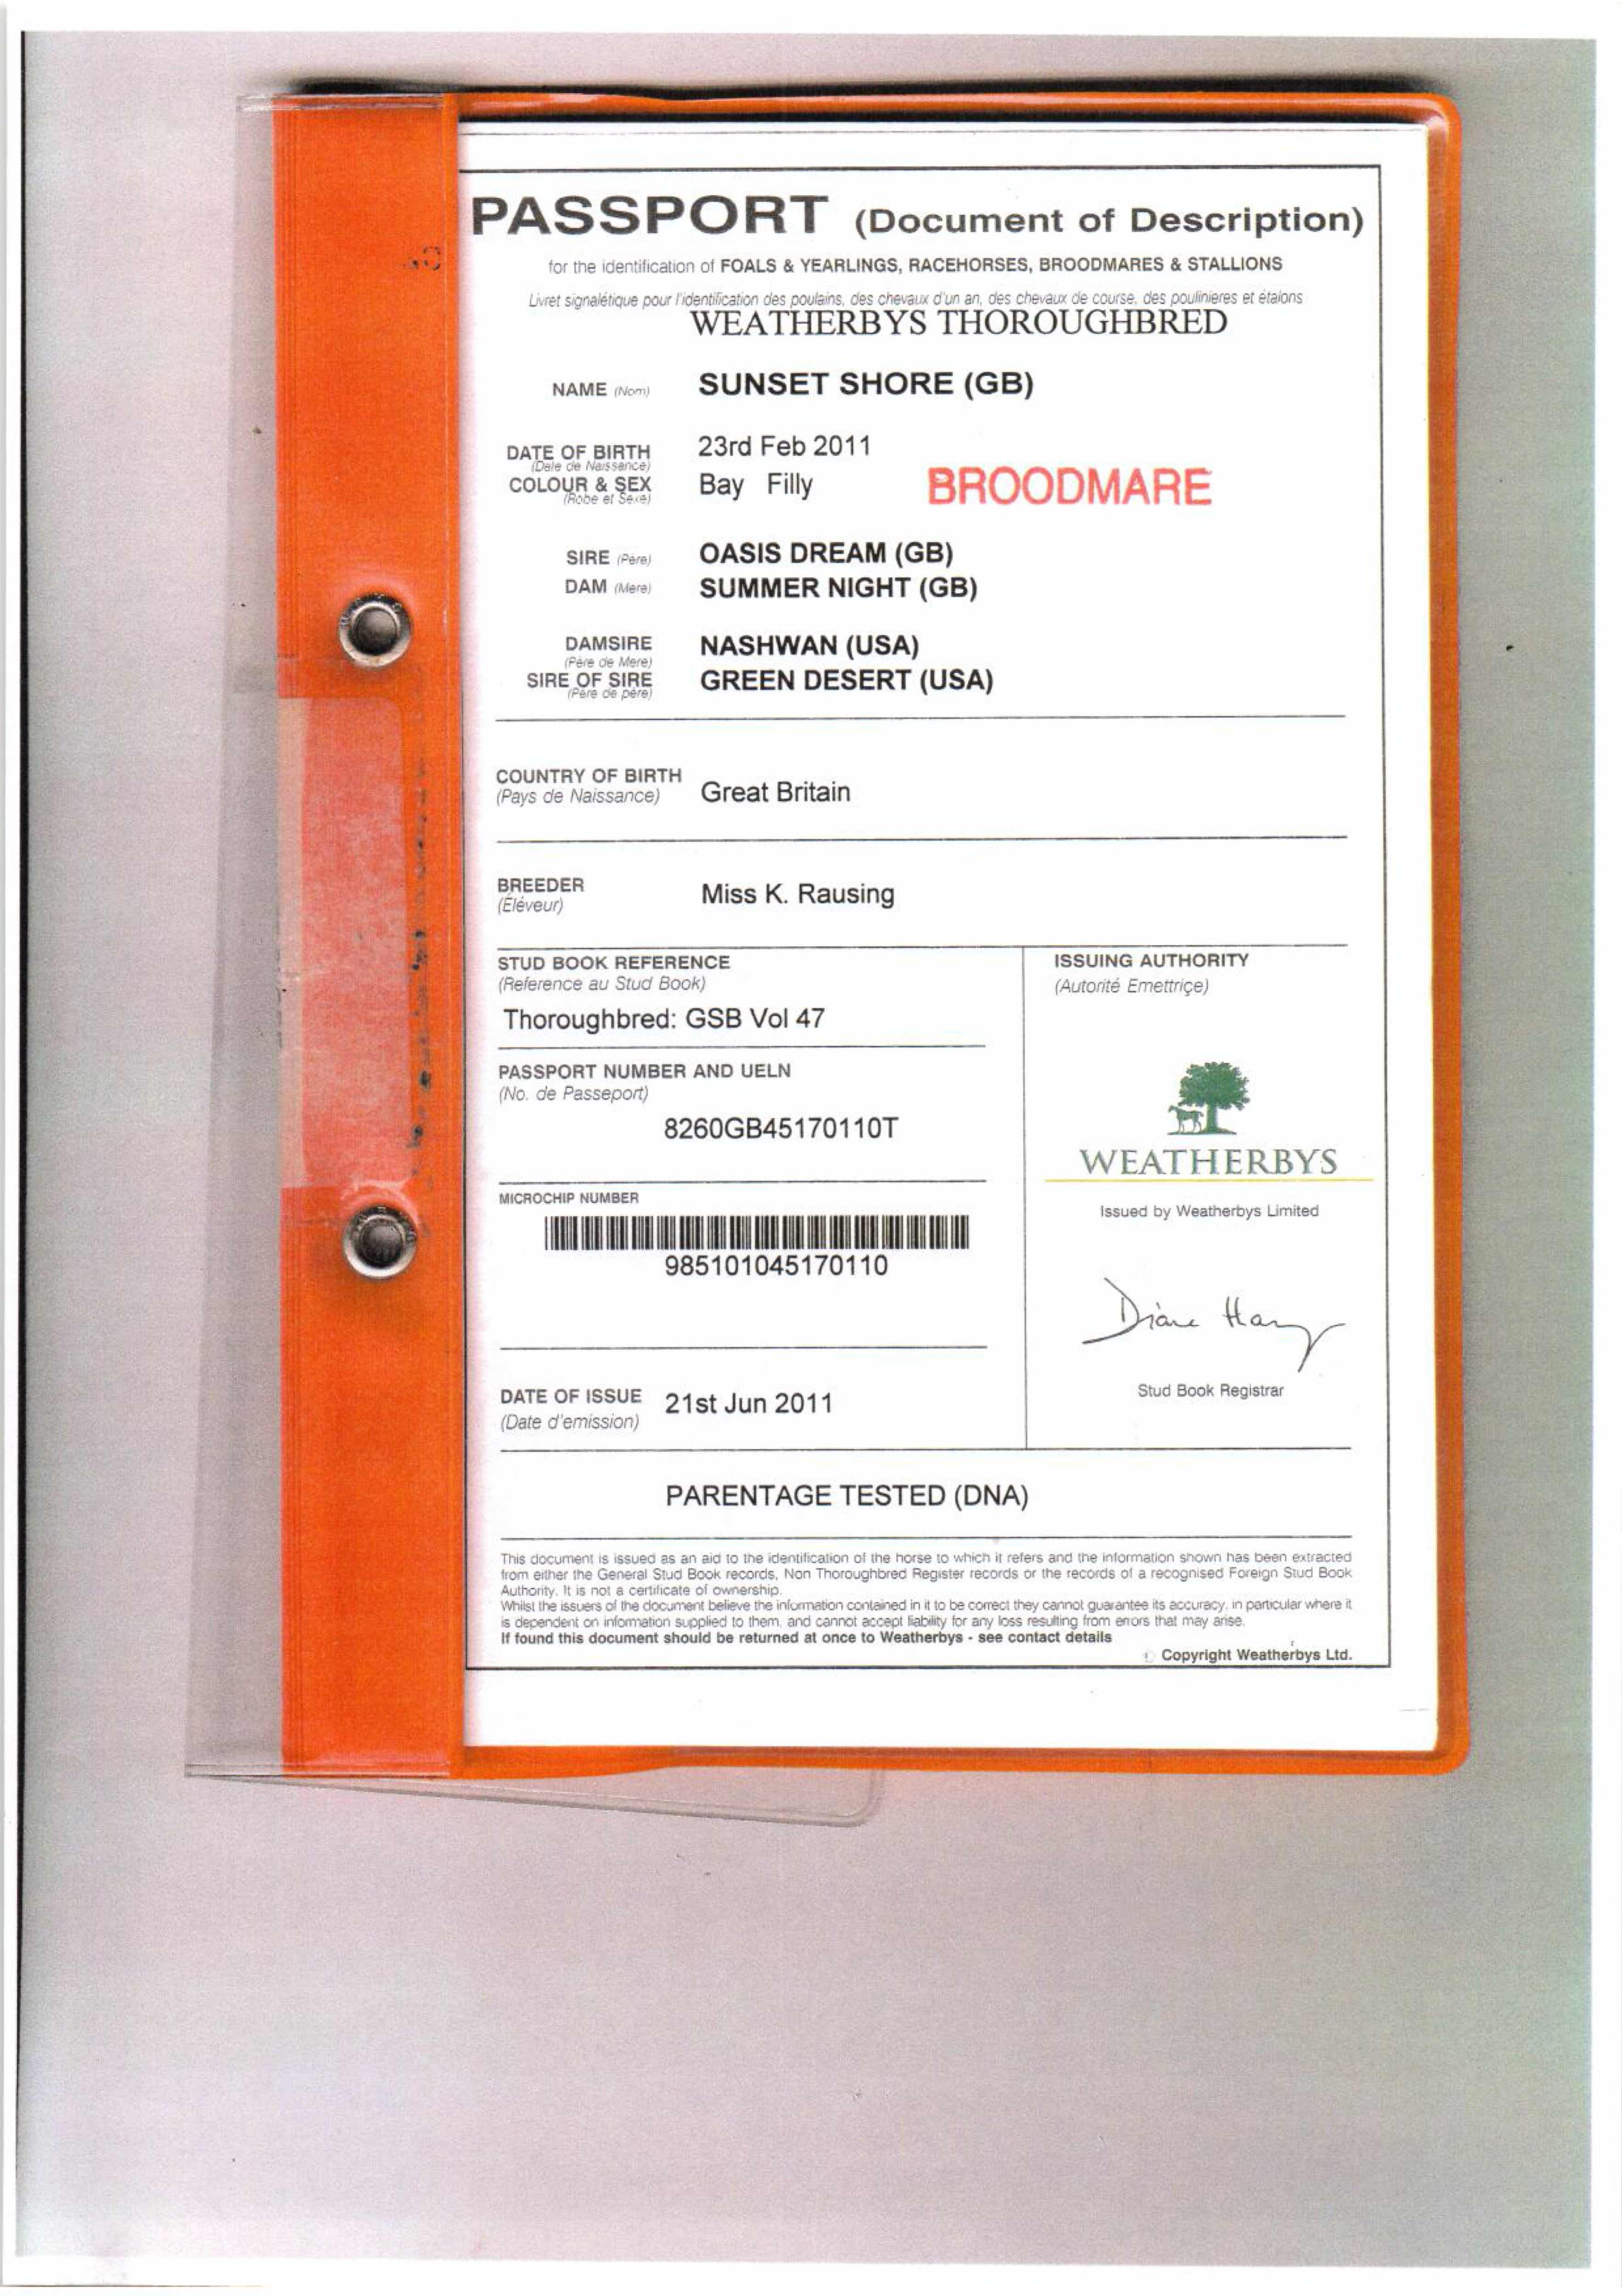 PASSPORT (Document of Description)
for the identification of FOALS & YEARLINGS, RACEHORSES, BROODMARES & STALLIONS
Livret signalétique pour l'identification des poulains, des chevaux d'un an, des chevaux de course, des poulinieres et étalons
WEATHERBYS THOROUGHBRED
NAME (Nom) SUNSET SHORE (GB)
DATE OF BIRTH 23rd Feb 2011
(Date de Naissance)
COLOUR & SEX Bay Filly BROODMARE
(Robe et Sexe)
SIRE (Père) OASIS DREAM (GB)
DAM (Mere) SUMMER NIGHT (GB)
DAMSIRE NASHWAN (USA)
(Père de Mere)
SIRE OF SIRE GREEN DESERT (USA)
(Père de père)
COUNTRY OF BIRTH
(Pays de Naissance) Great Britain
BREEDER
(Éléveur) Miss K. Rausing
STUD BOOK REFERENCE
(Reference au Stud Book)
Thoroughbred: GSB Vol 47
PASSPORT NUMBER AND UELN
(No. de Passeport)
8260GB45170110T
MICROCHIP NUMBER
985101045170110
DATE OF ISSUE 21st Jun 2011
(Date d'emission)
ISSUING AUTHORITY
(Autorité Emettriçe)
WEATHERBYS
Issued by Weatherbys Limited
Diane
Stud Book Registrar
PARENTAGE TESTED (DNA)
This document is issued as an aid to the identification of the horse to which it refers and the information shown has been extracted
from either the General Stud Book records, Non Thoroughbred Register records or the records of a recognised Foreign Stud Book
Authority. It is not a certificate of ownership.
Whilst the issuers of the document believe the information contained in it to be correct they cannot guarantee its accuracy, in particular where it
is dependent on information supplied to them, and cannot accept liability for any loss resulting from errors that may arise.
If found this document should be returned at once to Weatherbys - see contact details
© Copyright Weatherbys Ltd.